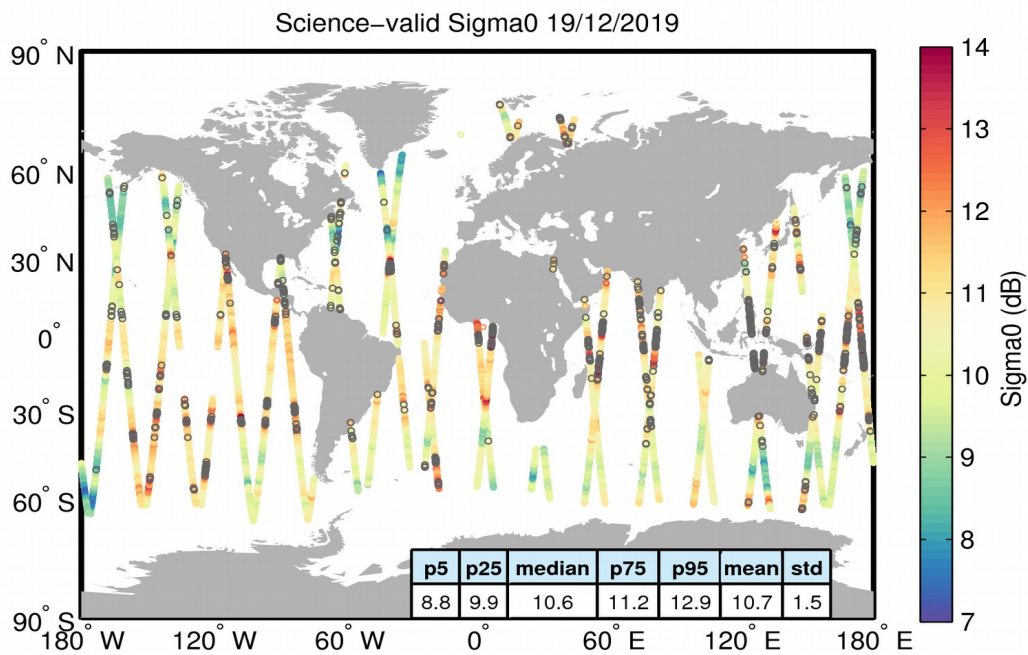 Science−valid Sigma0 19/12/2019
90° N
60° N
30° N
0°
30° S
60° S
90° S
180° W
120° W
60° W
0°
60° E
120° E
180° E
p5 p25 median p75 p95 mean std
8.8 9.9 10.6 11.2 12.9 10.7 1.5
14
13
12
11
10
9
8
7
Sigma0 (dB)